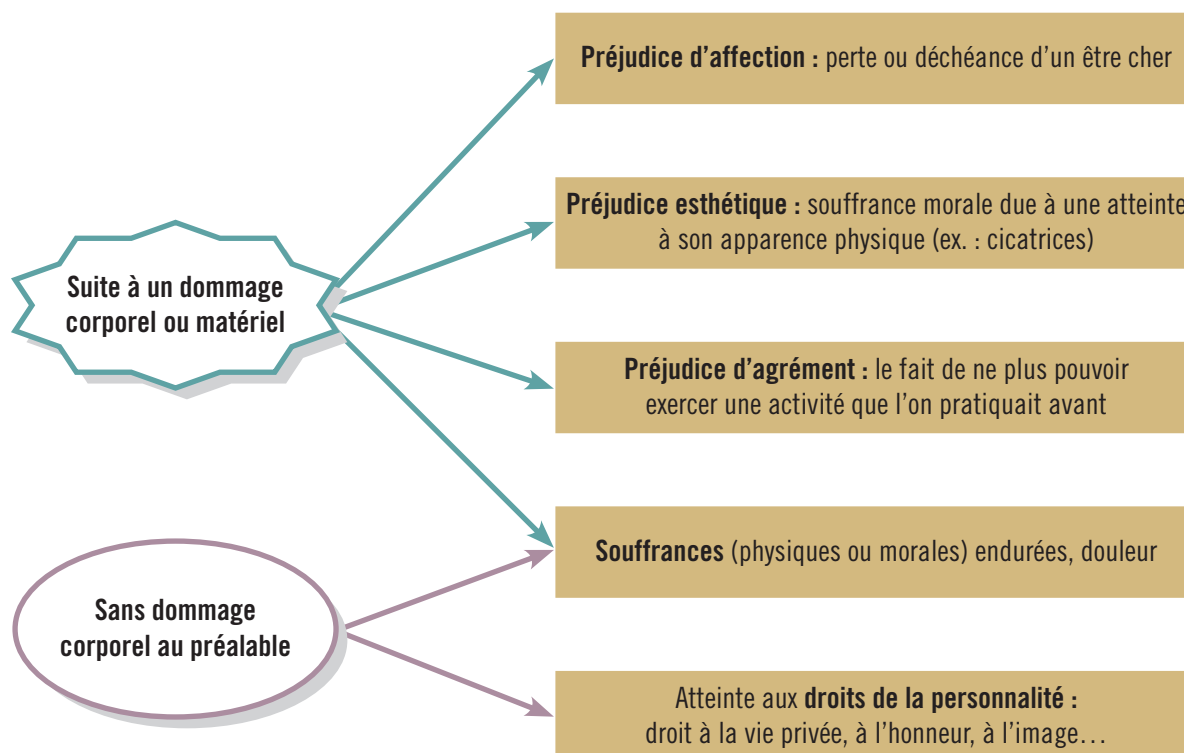 Préjudice d'affection : perte ou déchéance d'un être cher
Préjudice esthétique : souffrance morale due à une atteinte
à son apparence physique (ex. : cicatrices)
Suite à un dommage
corporel ou matériel
Préjudice d'agrément : le fait de ne plus pouvoir
exercer une activité que l'on pratiquait avant
Souffrances (physiques ou morales) endurées, douleur
Sans dommage
corporel au préalable
Atteinte aux droits de la personnalité :
droit à la vie privée, à l'honneur, à l'image…